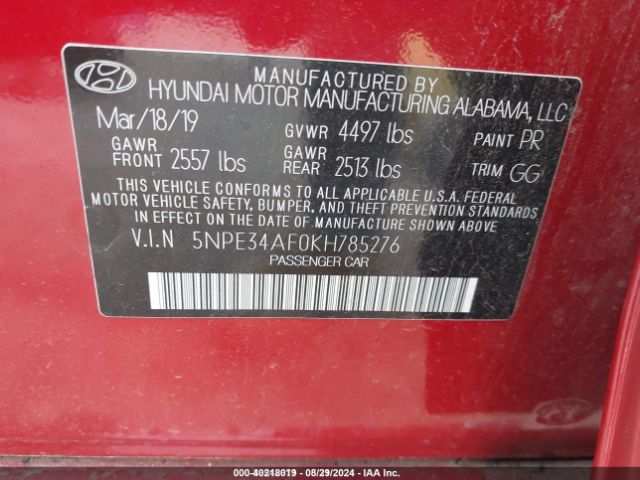 MANUFACTURED BY
HYUNDAI MOTOR MANUFACTURING ALABAMA, LLC
Mar/18/19 GVWR 4497 lbs PAINT PR
GAWR FRONT 2557 lbs GAWR REAR 2513 lbs TRIM GG
THIS VEHICLE CONFORMS TO ALL APPLICABLE U.S.A. FEDERAL
MOTOR VEHICLE SAFETY, BUMPER, AND THEFT PREVENTION STANDARDS
IN EFFECT ON THE DATE OF MANUFACTURE SHOWN ABOVE.
V.I.N 5NPE34AF0KH785276
PASSENGER CAR
08/29/2024 - IAA Inc.